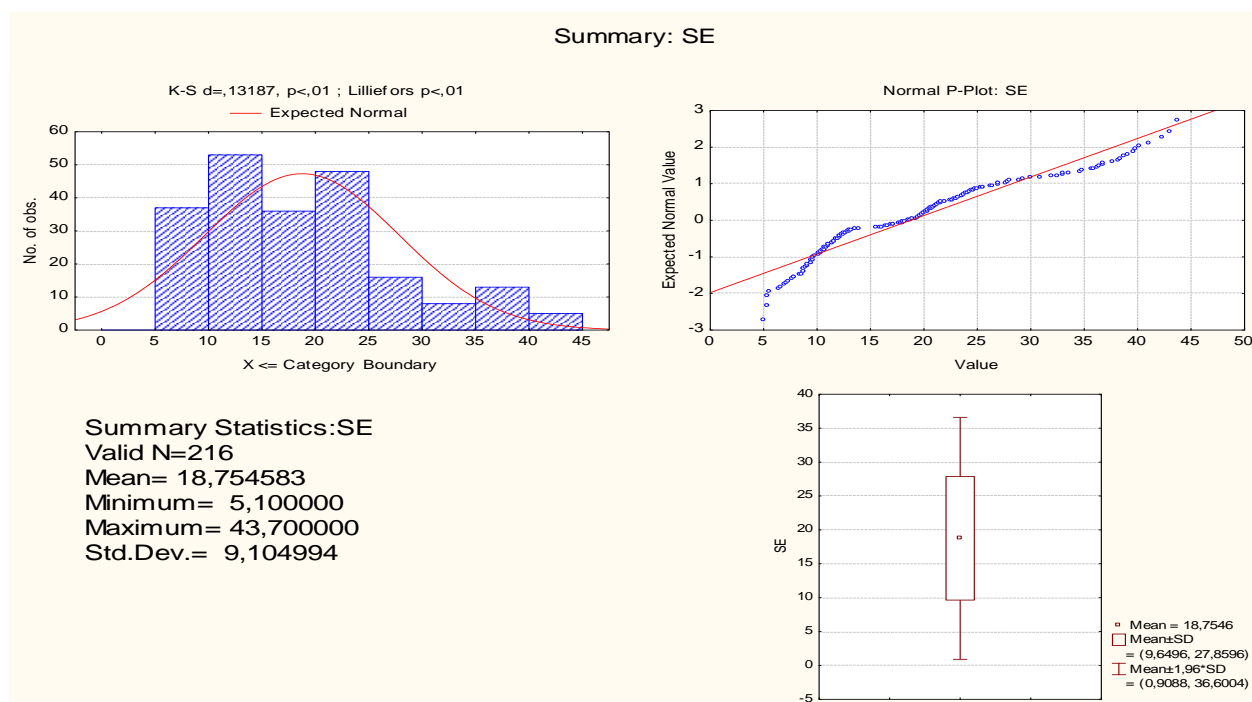 Summary: SE
K-S d=,13187, p<,01 ; Lilliefors p<,01
Expected Normal
60
50
40
30
20
10
0
No. of obs.
0 5 10 15 20 25 30 35 40 45
X <= Category Boundary
Normal P-Plot: SE
3
2
1
0
-1
-2
-3
Expected Normal Value
0 5 10 15 20 25 30 35 40 45 50
Value
Summary Statistics:SE
Valid N=216
Mean= 18,754583
Minimum= 5,100000
Maximum= 43,700000
Std.Dev.= 9,104994
40
35
30
25
20
15
10
5
0
-5
SE
Mean = 18,7546
Mean±SD
= (9,6496, 27,8596)
Mean±1,96*SD
= (0,9088, 36,6004)